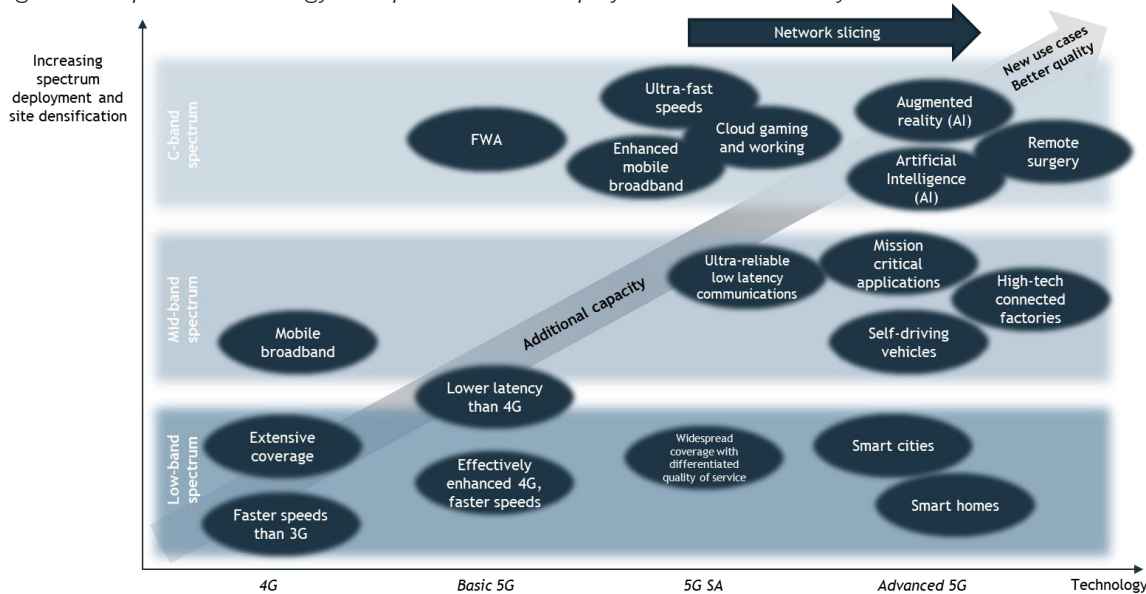 Network slicing
New use cases
Better quality
Increasing
spectrum
deployment and
site densification
C-band
spectrum
FWA
Ultra-fast
speeds
Enhanced
mobile
broadband
Cloud gaming
and working
Augmented
reality (AI)
Artificial
Intelligence
(AI)
Remote
surgery
Mid-band
spectrum
Mobile
broadband
Additional capacity
Ultra-reliable
low latency
communications
Mission
critical
applications
High-tech
connected
factories
Self-driving
vehicles
Lower latency
than 4G
Low-band
spectrum
Extensive
coverage
Faster speeds
than 3G
Effectively
enhanced 4G,
faster speeds
Widespread
coverage with
differentiated
quality of service
Smart cities
Smart homes
4G
Basic 5G
5G SA
Advanced 5G
Technology